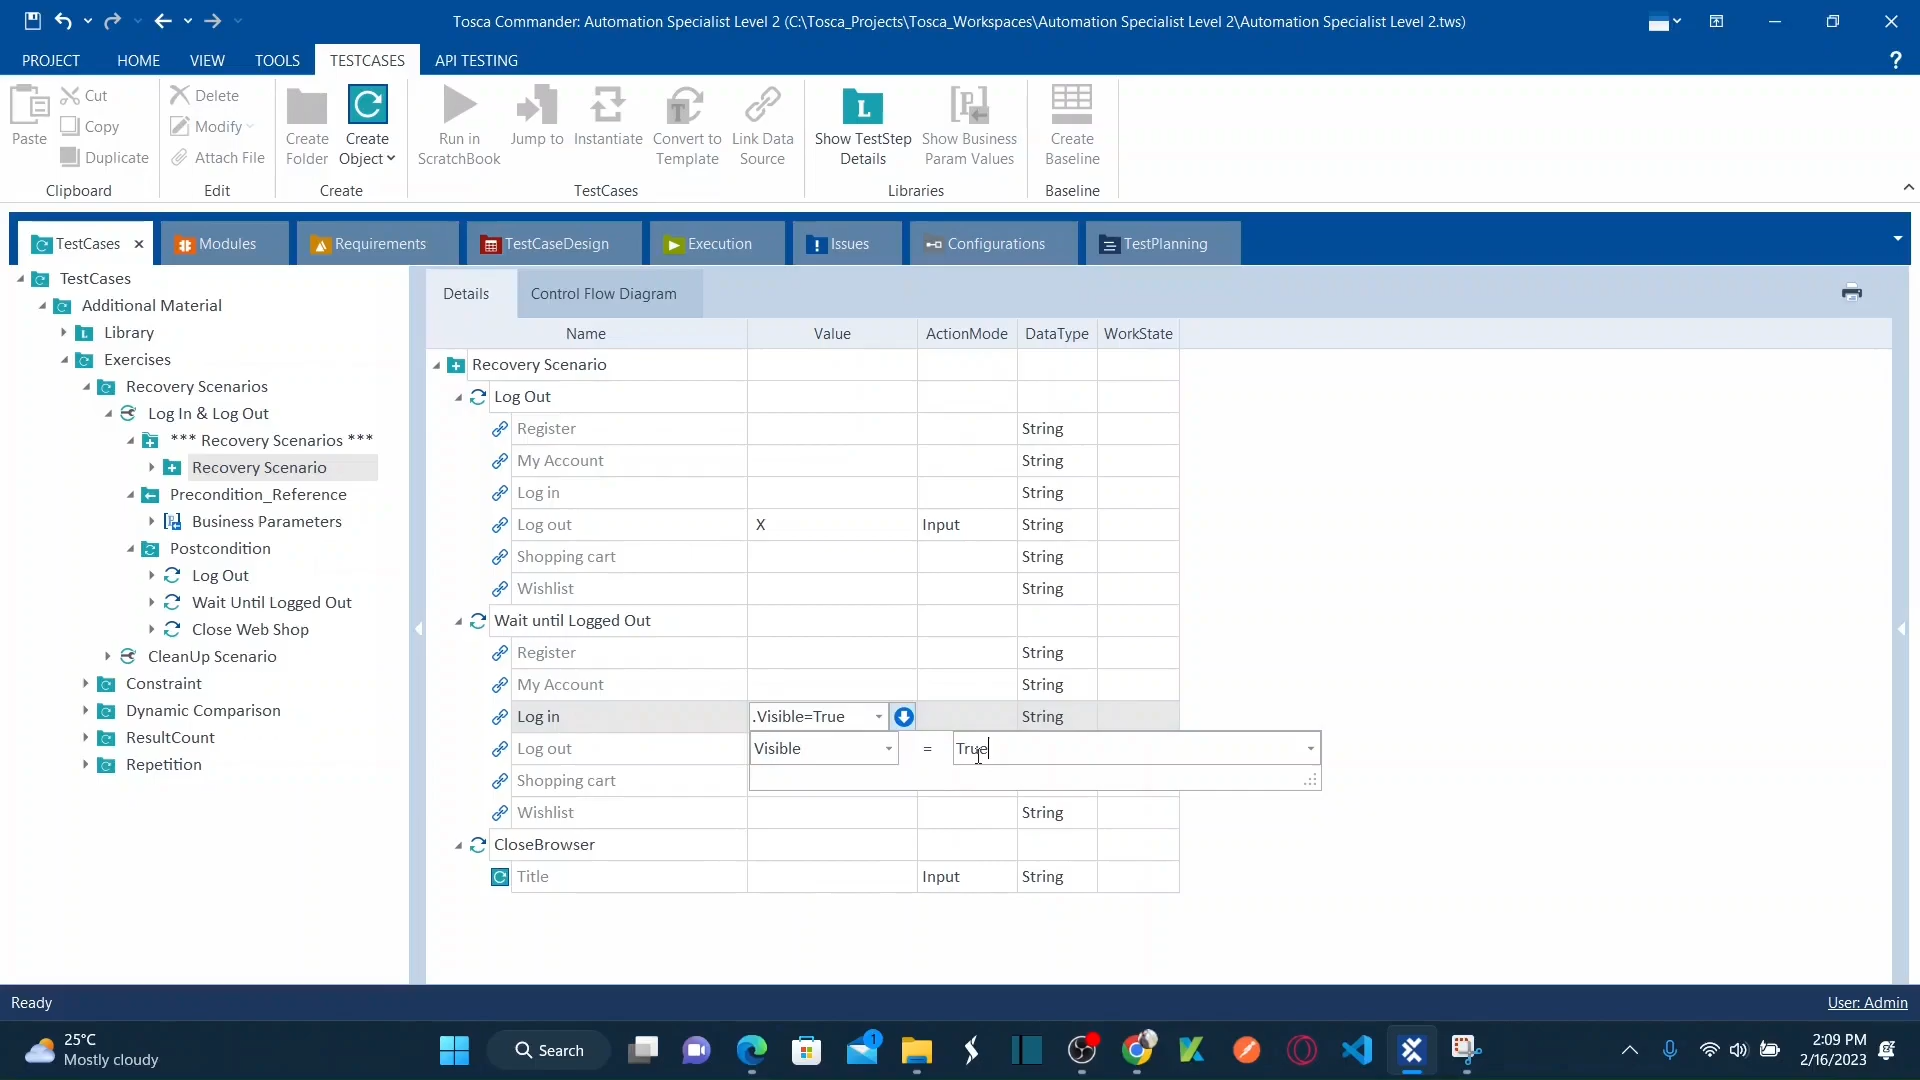 Tosca Commander: Automation Specialist Level 2 (C:\Tosca_Projects\Tosca_Workspaces\Automation Specialist Level 2\Automation Specialist Level 2.tws)
PROJECT HOME VIEW TOOLS TESTCASES API TESTING ?
Paste
Cut
Copy
Duplicate
Clipboard
Delete
Modify
Attach File
Edit
Create Folder
Create Object
Create
Run in ScratchBook
Jump to
Instantiate
Convert to Template
Link Data Source
TestCases
Show TestStep Details
Show Business Param Values
Libraries
Create Baseline
Baseline
TestCases Modules Requirements TestCaseDesign Execution Issues Configurations TestPlanning
TestCases
Additional Material
Library
Exercises
Recovery Scenarios
Log In & Log Out
*** Recovery Scenarios ***
Recovery Scenario
Precondition_Reference
Business Parameters
Postcondition
Log Out
Wait Until Logged Out
Close Web Shop
CleanUp Scenario
Constraint
Dynamic Comparison
ResultCount
Repetition
Details Control Flow Diagram
Name Value ActionMode DataType WorkState
Recovery Scenario
Log Out
Register String
My Account String
Log in String
Log out X Input String
Shopping cart String
Wishlist String
Wait until Logged Out
Register String
My Account String
Log in .Visible=True String
Log out Visible = True
Shopping cart
Wishlist String
CloseBrowser
Title Input String
Ready User: Admin
25°C
Mostly cloudy
Search
1
2:09 PM
2/16/2023